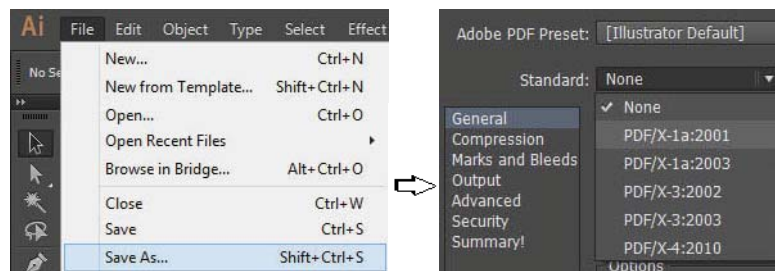 Ai File Edit Object Type Select Effect
No Se
New... Ctrl+N
New from Template... Shift+Ctrl+N
Open... Ctrl+O
Open Recent Files
Browse in Bridge... Alt+Ctrl+O
Close Ctrl+W
Save Ctrl+S
Save As... Shift+Ctrl+S
Adobe PDF Preset: [Illustrator Default]
Standard: None
None
PDF/X-1a:2001
PDF/X-1a:2003
PDF/X-3:2002
PDF/X-3:2003
PDF/X-4:2010
General
Compression
Marks and Bleeds
Output
Advanced
Security
Summary!
Options